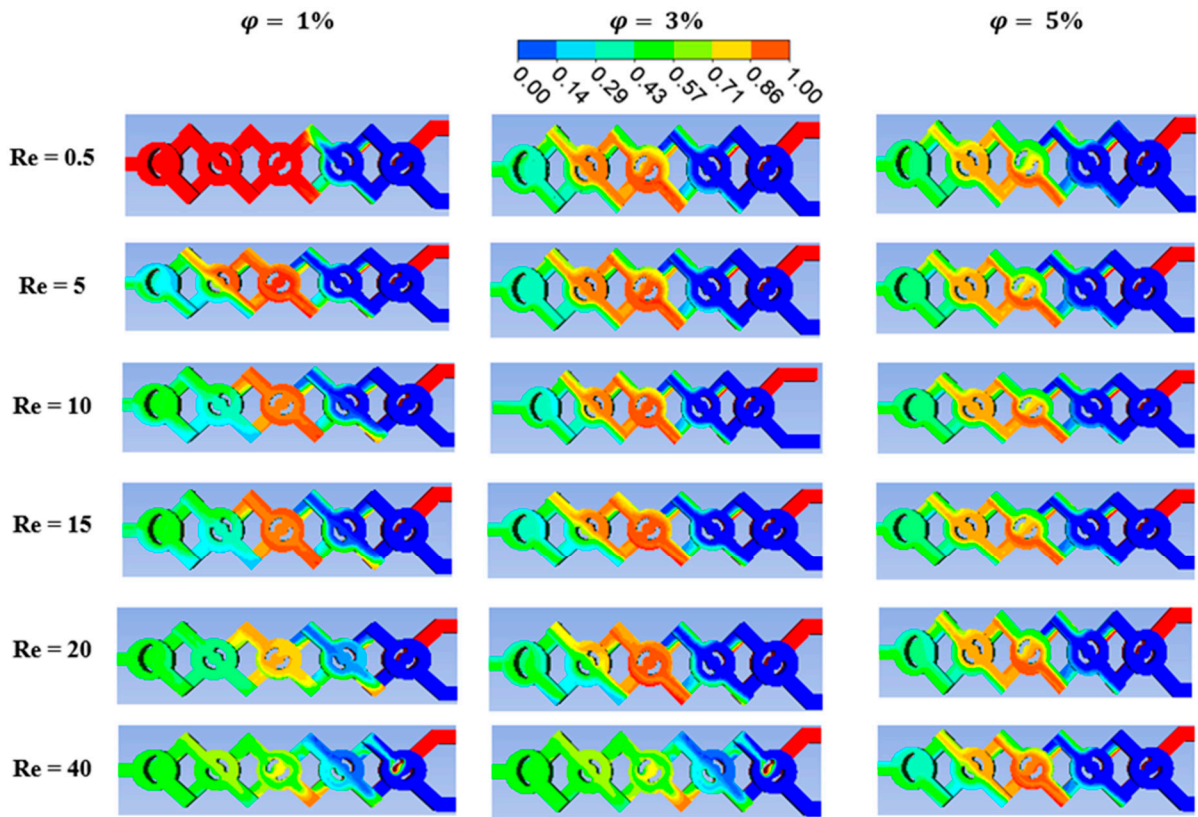 φ = 1% φ = 3% φ = 5%
0.00 0.14 0.29 0.43 0.57 0.71 0.86 1.00
Re = 0.5
Re = 5
Re = 10
Re = 15
Re = 20
Re = 40